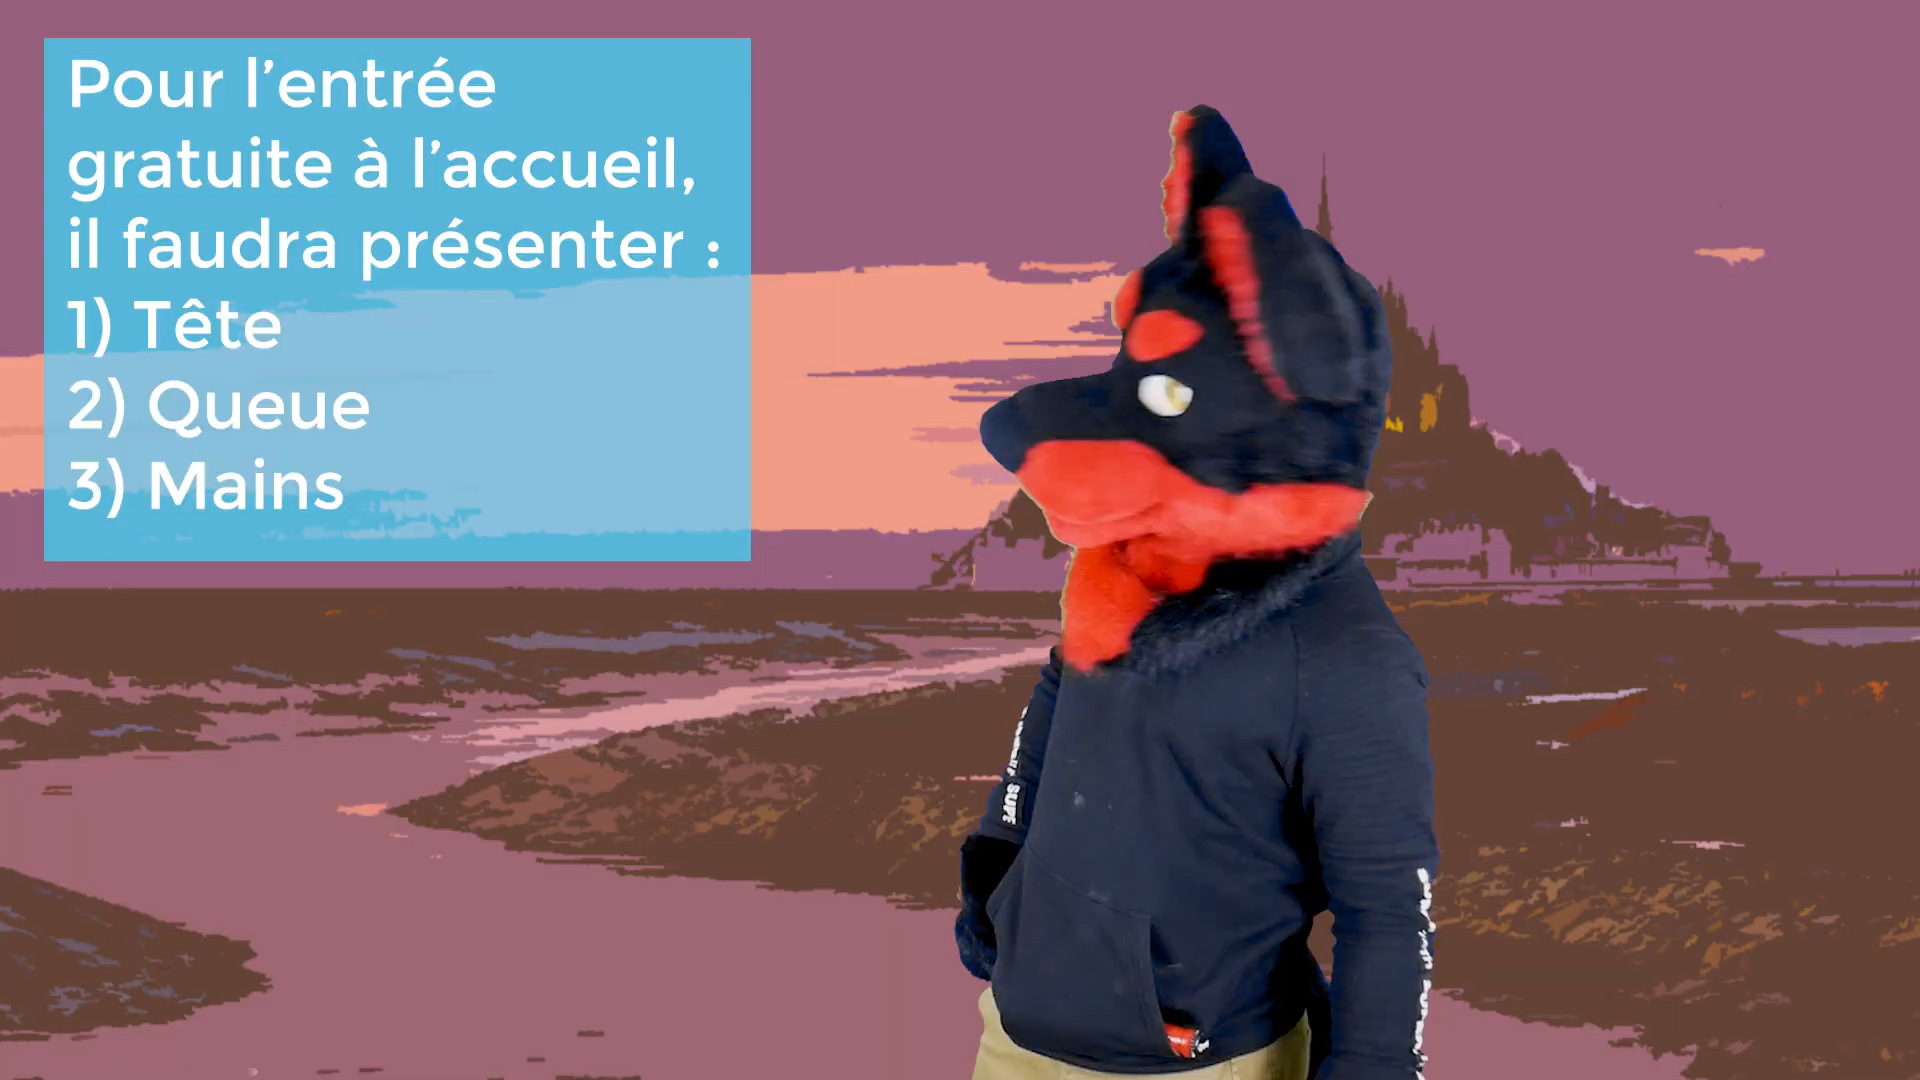 Pour l’entrée
gratuite à l’accueil,
il faudra présenter :
1) Tête
2) Queue
3) Mains